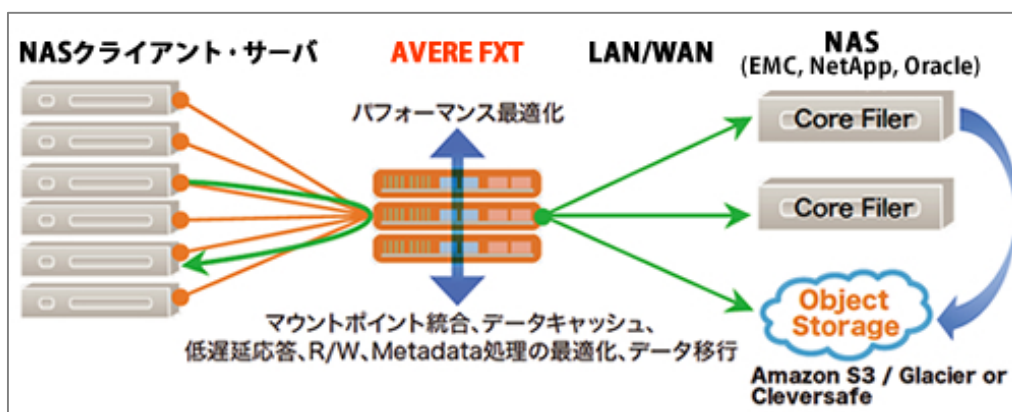 NASクライアント・サーバ
AVERE FXT
LAN/WAN
NAS
(EMC, NetApp, Oracle)
パフォーマンス最適化
Core Filer
Core Filer
Object
Storage
マウントポイント統合、データキャッシュ、
低遅延応答、R/W、Metadata処理の最適化、データ移行
Amazon S3 / Glacier or
Cleversafe